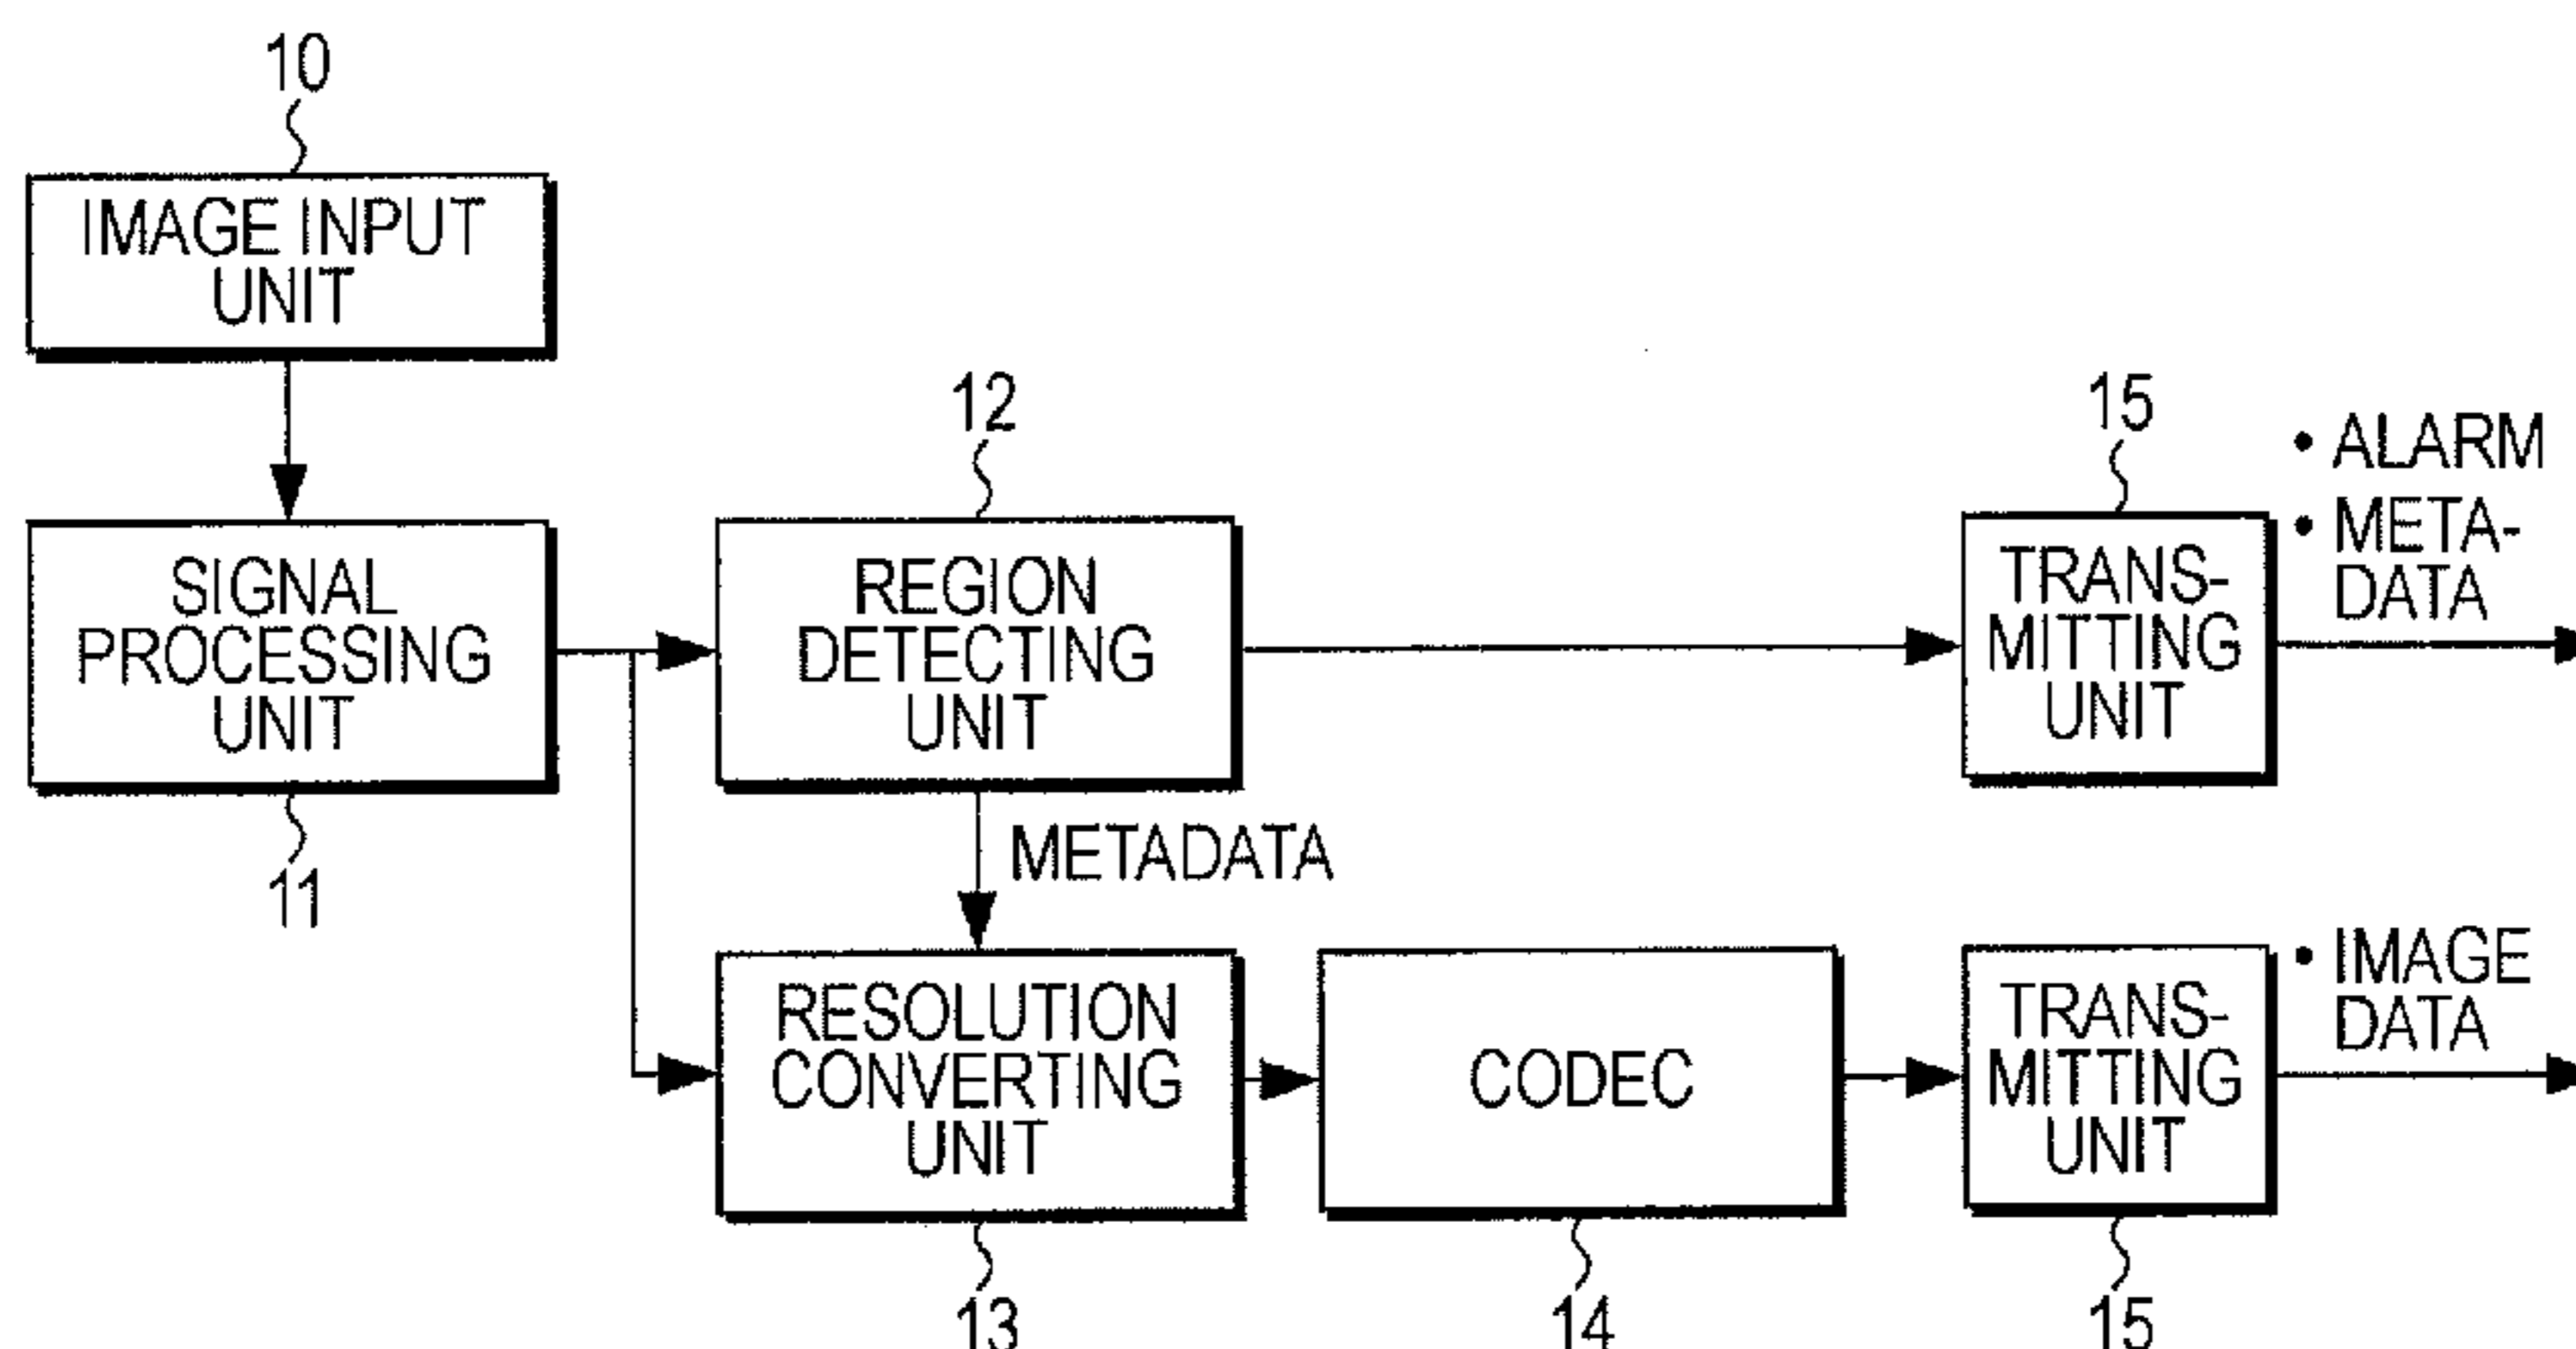 10
IMAGE INPUT
UNIT
12
15
• ALARM
• META-
DATA
SIGNAL
PROCESSING
UNIT
REGION
DETECTING
UNIT
TRANS-
MITTING
UNIT
11
METADATA
RESOLUTION
CONVERTING
UNIT
CODEC
TRANS-
MITTING
UNIT
• IMAGE
DATA
13
14
15